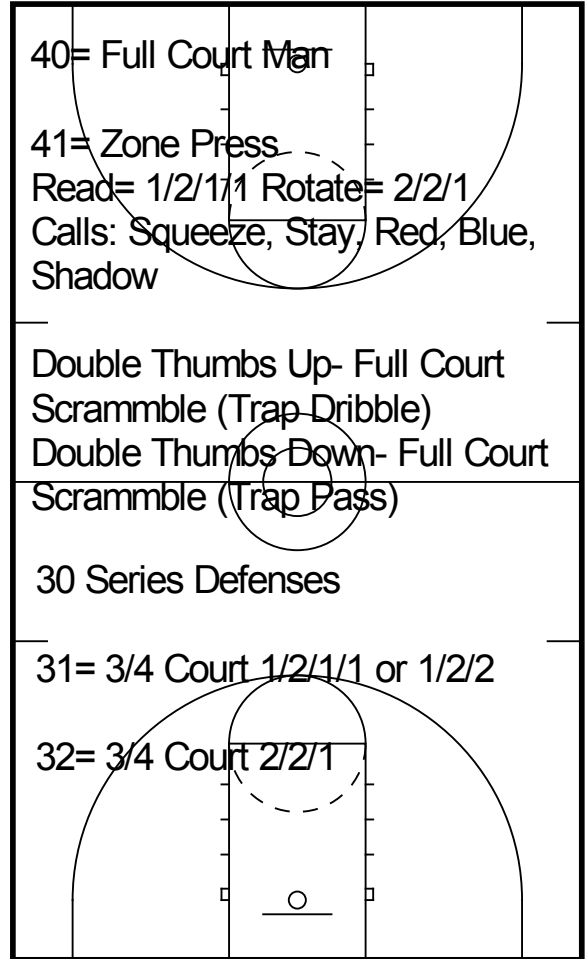 40= Full Court Man
41= Zone Press
Read= 1/2/1/1 Rotate= 2/2/1
Calls: Squeeze, Stay, Red, Blue,
Shadow
Double Thumbs Up- Full Court
Scrammble (Trap Dribble)
Double Thumbs Down- Full Court
Scrammble (Trap Pass)
30 Series Defenses
31= 3/4 Court 1/2/1/1 or 1/2/2
32= 3/4 Court 2/2/1